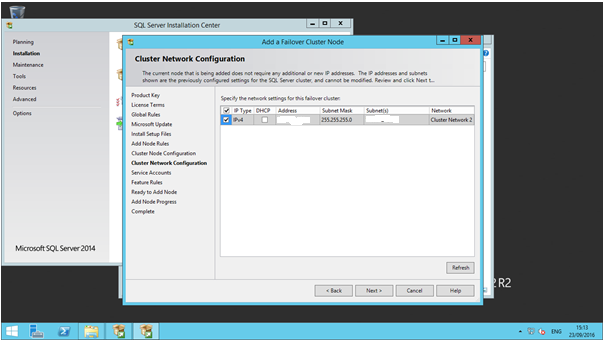 SQL Server Installation Center
Planning
Installation
Maintenance
Tools
Resources
Advanced
Options
Microsoft SQL Server 2014
Add a Failover Cluster Node
Cluster Network Configuration
The current node that is being added does not require any additional or new IP addresses. The IP addresses and subnets
shown are the previously configured settings for the SQL Server cluster, and cannot be modified. Review and click Next t...
Product Key
License Terms
Global Rules
Microsoft Update
Install Setup Files
Add Node Rules
Cluster Node Configuration
Cluster Network Configuration
Service Accounts
Feature Rules
Ready to Add Node
Add Node Progress
Complete
Specify the network settings for this failover cluster:
IP Type DHCP Address Subnet Mask Subnet(s) Network
IPv4 255.255.255.0 Cluster Network 2
Refresh
< Back Next > Cancel Help
2 R2
ENG 15:13
23/09/2016